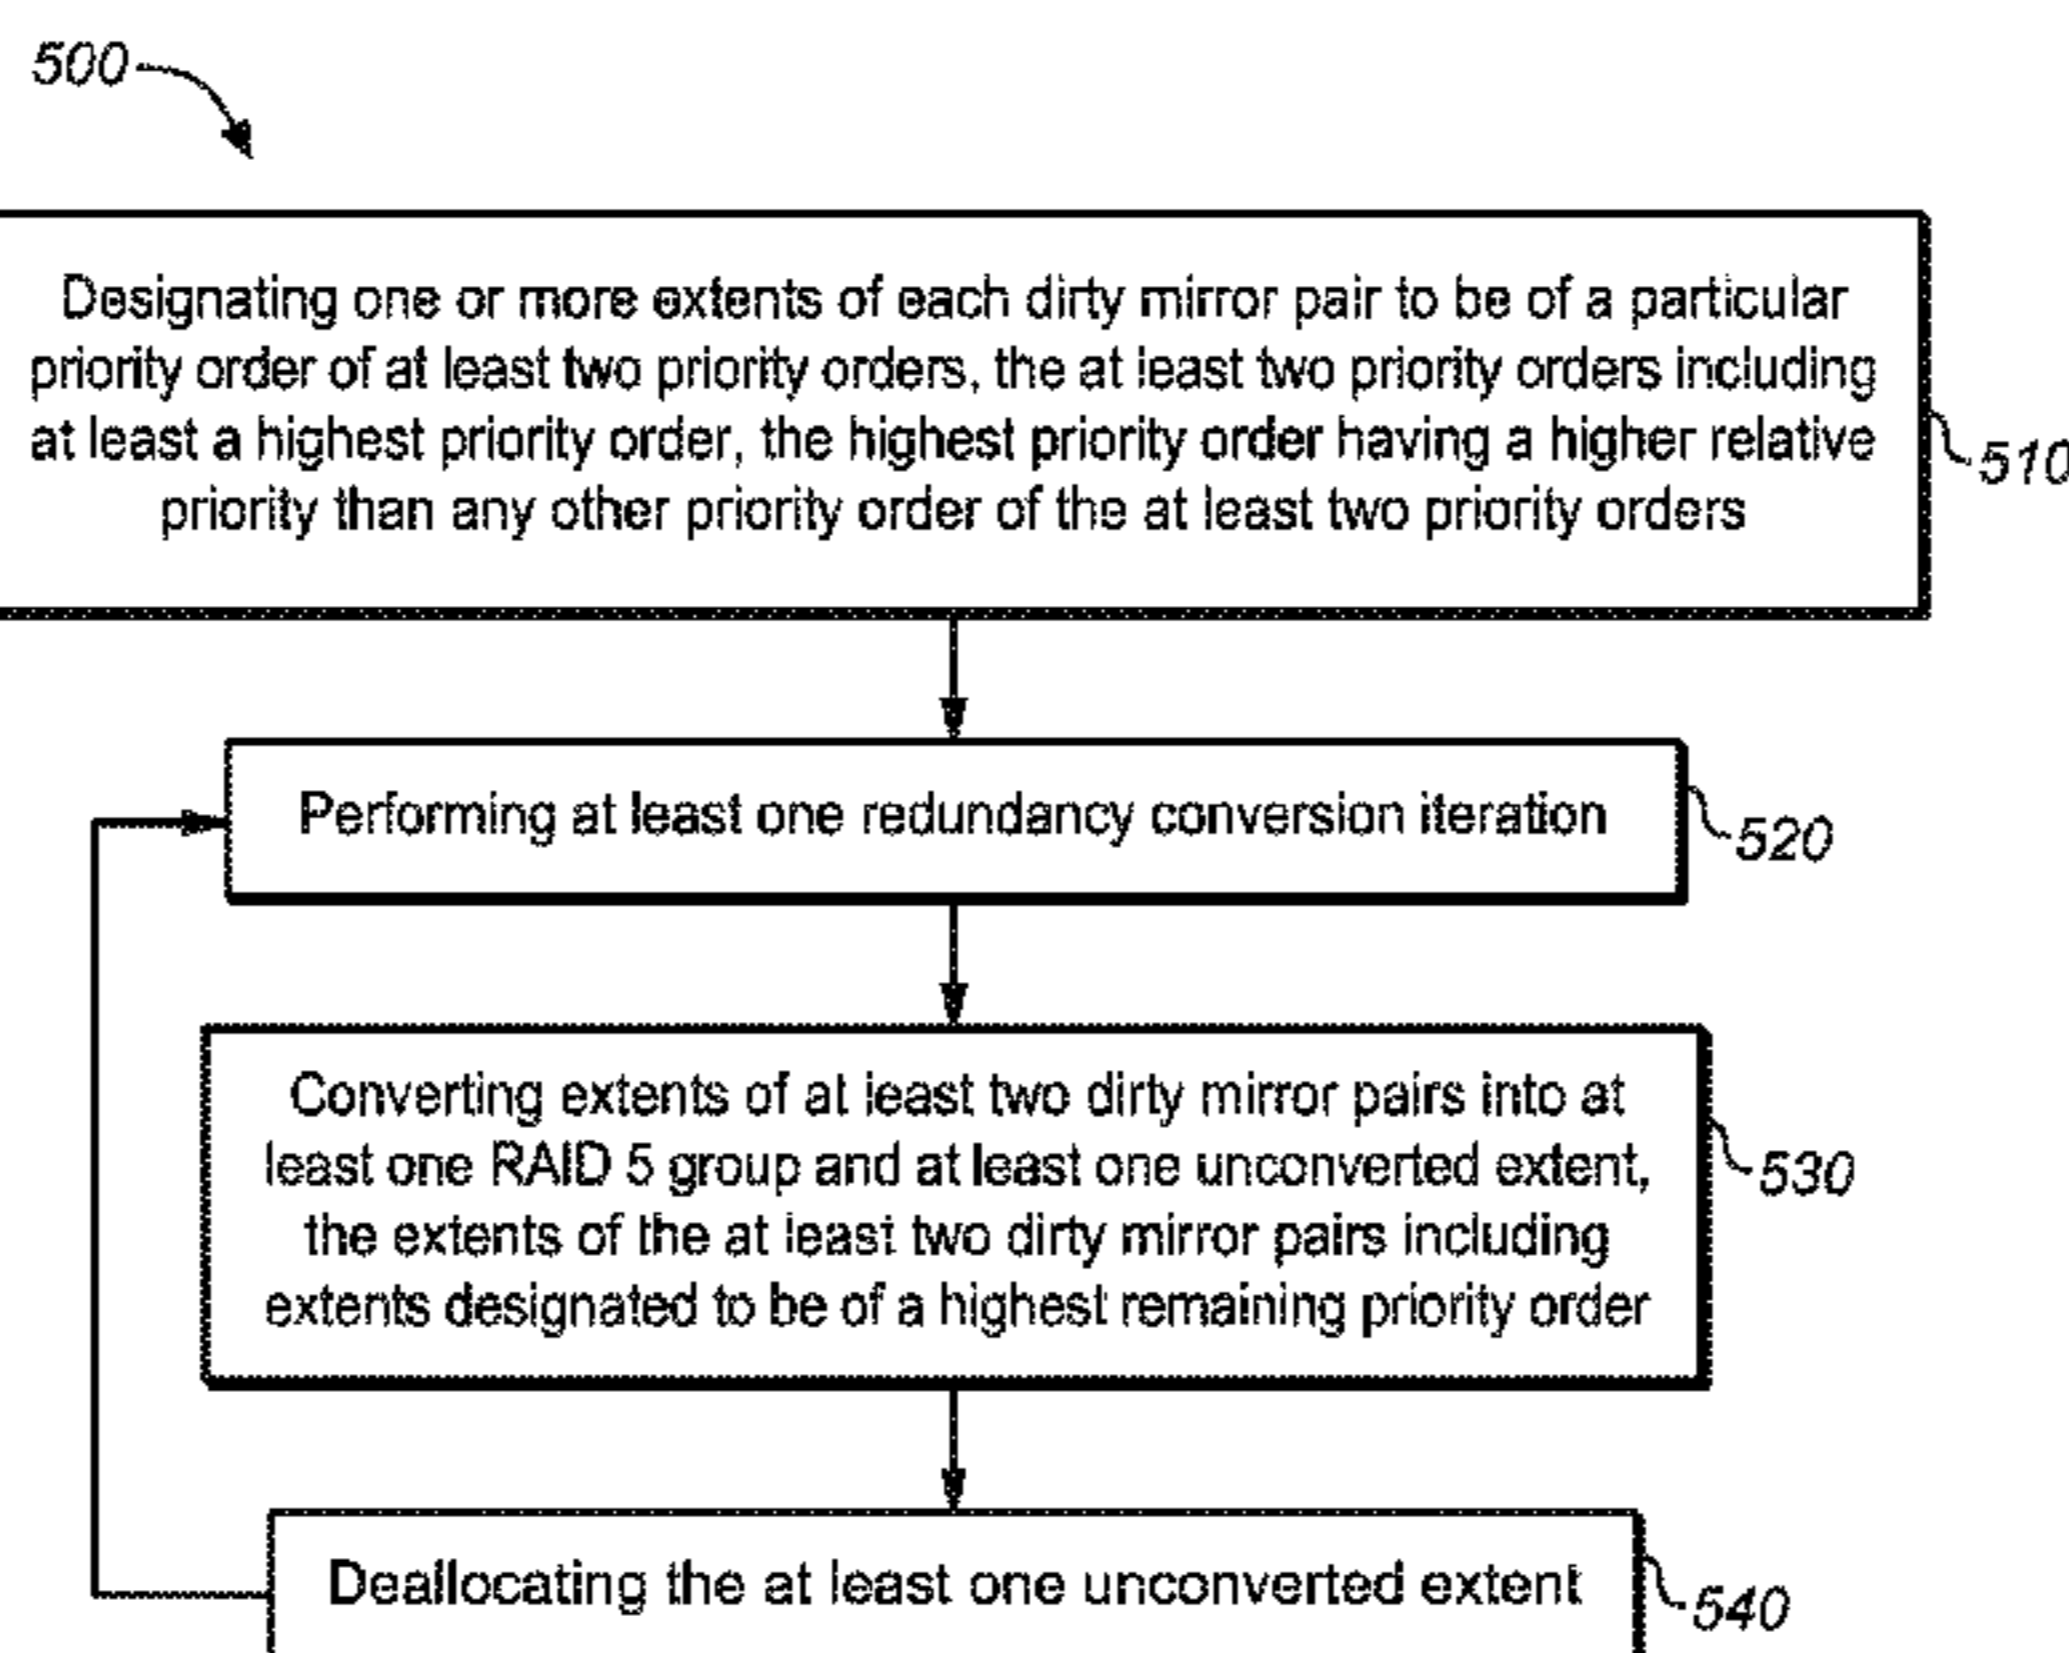 500
Designating one or more extents of each dirty mirror pair to be of a particular
priority order of at least two priority orders, the at least two priority orders including
at least a highest priority order, the highest priority order having a higher relative
priority than any other priority order of the at least two priority orders
510
Performing at least one redundancy conversion iteration
520
Converting extents of at least two dirty mirror pairs into at
least one RAID 5 group and at least one unconverted extent,
the extents of the at least two dirty mirror pairs including
extents designated to be of a highest remaining priority order
530
Deallocating the at least one unconverted extent
540